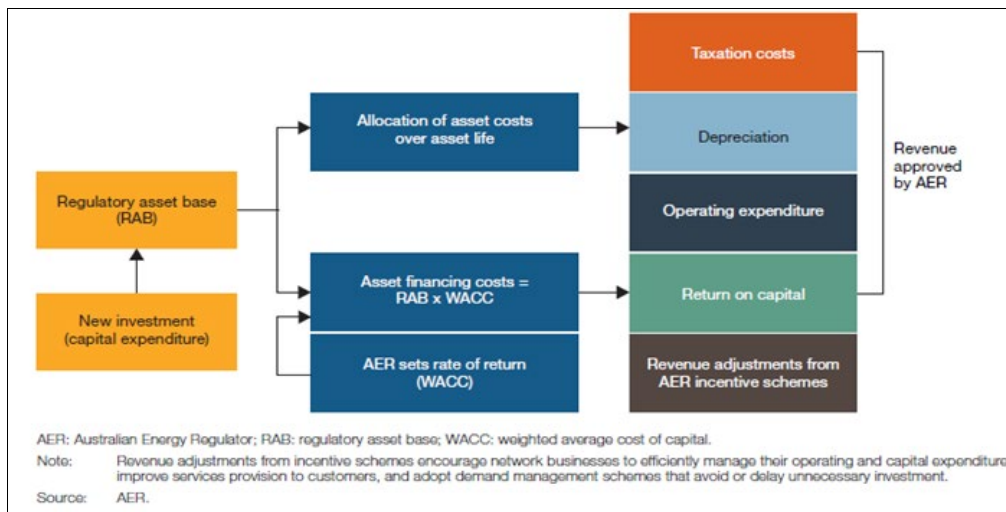 Taxation costs
Allocation of asset costs
over asset life
Depreciation
Revenue
approved
by AER
Regulatory asset base
(RAB)
Operating expenditure
Asset financing costs =
RAB x WACC
Return on capital
New investment
(capital expenditure)
AER sets rate of return
(WACC)
Revenue adjustments from
AER incentive schemes
AER: Australian Energy Regulator; RAB: regulatory asset base; WACC: weighted average cost of capital.
Note: Revenue adjustments from incentive schemes encourage network businesses to efficiently manage their operating and capital expenditure
improve services provision to customers, and adopt demand management schemes that avoid or delay unnecessary investment.
Source: AER.